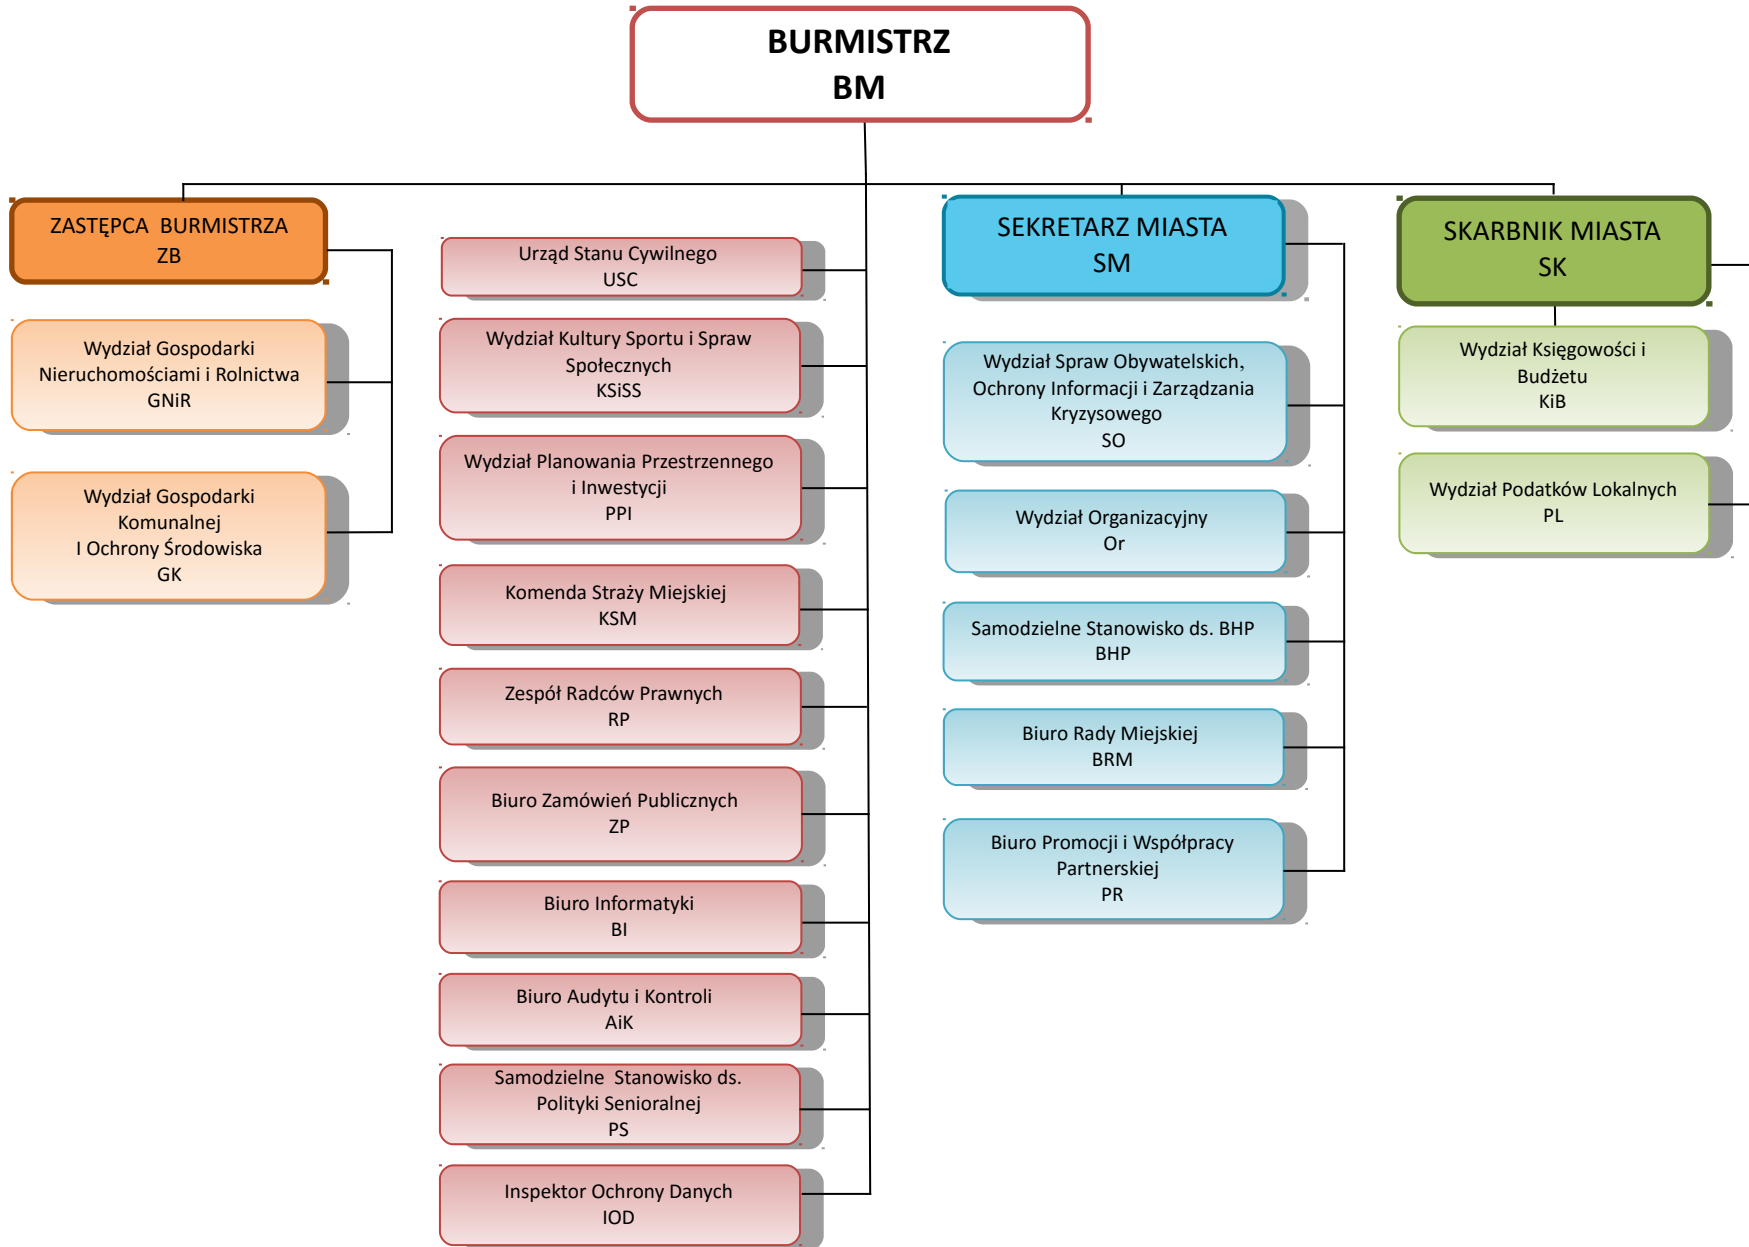 BURMISTRZ
BM
ZASTĘPCA BURMISTRZA
ZB
Wydział Gospodarki
Nieruchomościami i Rolnictwa
GNiR
Wydział Gospodarki
Komunalnej
I Ochrony Środowiska
GK
Urząd Stanu Cywilnego
USC
Wydział Kultury Sportu i Spraw
Społecznych
KSiSS
Wydział Planowania Przestrzennego
i Inwestycji
PPI
Komenda Straży Miejskiej
KSM
Zespół Radców Prawnych
RP
Biuro Zamówień Publicznych
ZP
Biuro Informatyki
BI
Biuro Audytu i Kontroli
AiK
Samodzielne Stanowisko ds.
Polityki Senioralnej
PS
Inspektor Ochrony Danych
IOD
SEKRETARZ MIASTA
SM
Wydział Spraw Obywatelskich,
Ochrony Informacji i Zarządzania
Kryzysowego
SO
Wydział Organizacyjny
Or
Samodzielne Stanowisko ds. BHP
BHP
Biuro Rady Miejskiej
BRM
Biuro Promocji i Współpracy
Partnerskiej
PR
SKARBNIK MIASTA
SK
Wydział Księgowości i
Budżetu
KiB
Wydział Podatków Lokalnych
PL